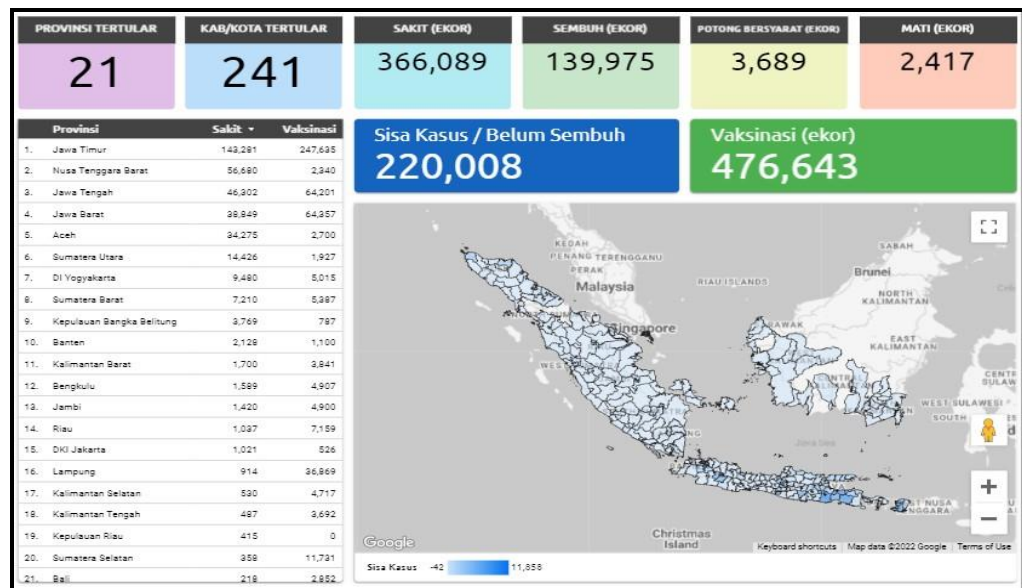 PROVINSI TERTULAR
21
KAB/KOTA TERTULAR
241
SAKIT (EKOR)
366,089
SEMBUH (EKOR)
139,975
POTONG BERSYARAT (EKOR)
3,689
MATI (EKOR)
2,417
Provinsi Sakit Vaksinasi
1. Jawa Timur 143,281 247,635
2. Nusa Tenggara Barat 56,680 2,340
3. Jawa Tengah 46,302 64,201
4. Jawa Barat 38,849 64,357
5. Aceh 34,275 2,700
6. Sumatera Utara 14,426 1,927
7. DI Yogyakarta 9,480 5,015
8. Sumatera Barat 7,210 5,387
9. Kepulauan Bangka Belitung 3,769 787
10. Banten 2,128 1,100
11. Kalimantan Barat 1,700 3,841
12. Bengkulu 1,589 4,907
13. Jambi 1,420 4,900
14. Riau 1,037 7,159
15. DKI Jakarta 1,021 526
16. Lampung 914 36,869
17. Kalimantan Selatan 530 4,717
18. Kalimantan Tengah 487 3,692
19. Kepulauan Riau 415 0
20. Sumatera Selatan 358 11,731
21. Bali 218 2,852
Sisa Kasus / Belum Sembuh
220,008
Vaksinasi (ekor)
476,643
KEDAH
PENANG TERENGGANU
PERAK
Malaysia
RIAU ISLANDS
SABAH
Brunei
NORTH
KALIMANTAN
Singapore
EAST
KALIMANTAN
WEST SULAWESI
SOUTH
Java Sea
Christmas
Island
Google
Keyboard shortcuts Map data ©2022 Google Terms of Use
Sisa Kasus -42 11,858